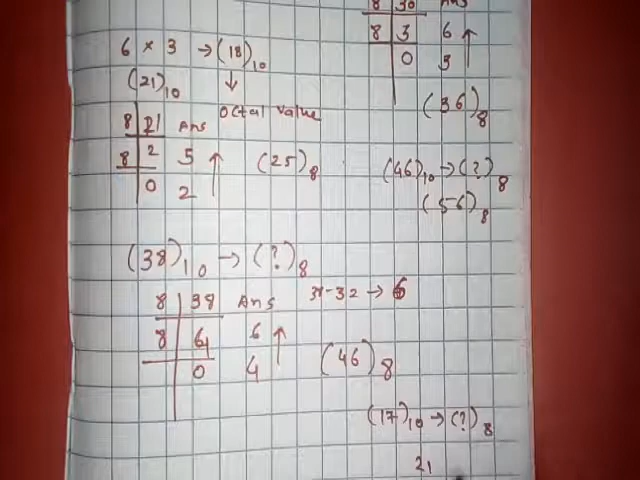 8 30 Ans
8 3 6
0 3
(36)8
6 × 3 → (18)10
(21)10 ↓
Octal value
8 21 Ans
8 2 5 ↑
0 2
(25)8
(46)10 → (?)8
(56)8
(38)10 → (?)8
8 38 Ans
38-32 → 6
8 4 6 ↑
0 4
(46)8
(17)10 → (?)8
21